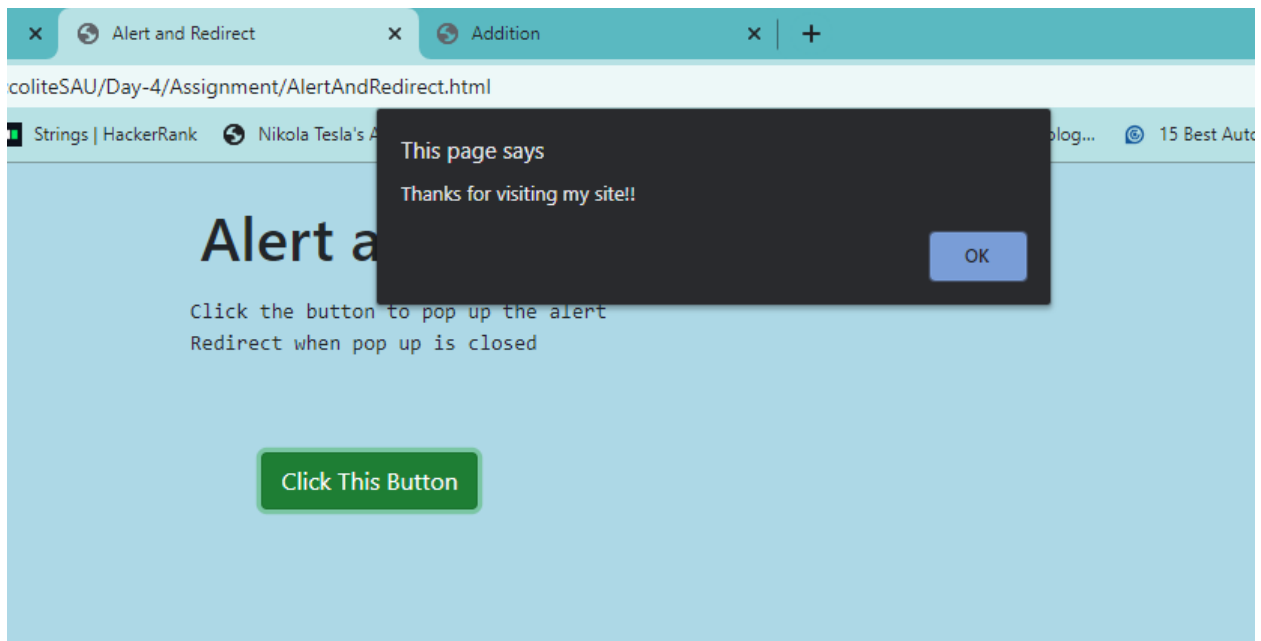 Alert and Redirect
Addition
ccoliteSAU/Day-4/Assignment/AlertAndRedirect.html
Strings | HackerRank
Nikola Tesla's A
blog...
15 Best Auto
This page says
Thanks for visiting my site!!
OK
Alert a
Click the button to pop up the alert
Redirect when pop up is closed
Click This Button